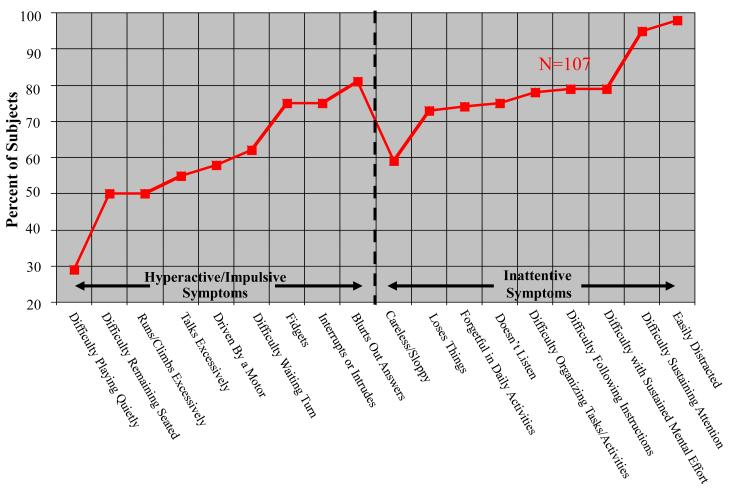 100
90
80
70
60
50
40
30
20
Percent of Subjects
N=107
Hyperactive/Impulsive
Symptoms
Inattentive
Symptoms
Difficulty Playing Quietly
Difficulty Remaining Seated
Runs/Climbs Excessively
Talks Excessively
Driven By a Motor
Difficulty Waiting Turn
Fidgets
Interrupts or Intrudes
Blurts Out Answers
Careless/Sloppy
Loses Things
Forgetful in Daily Activities
Doesn't Listen
Difficulty Organizing Tasks/Activities
Difficulty Following Instructions
Difficulty with Sustained Mental Effort
Difficulty Sustaining Attention
Easily Distracted